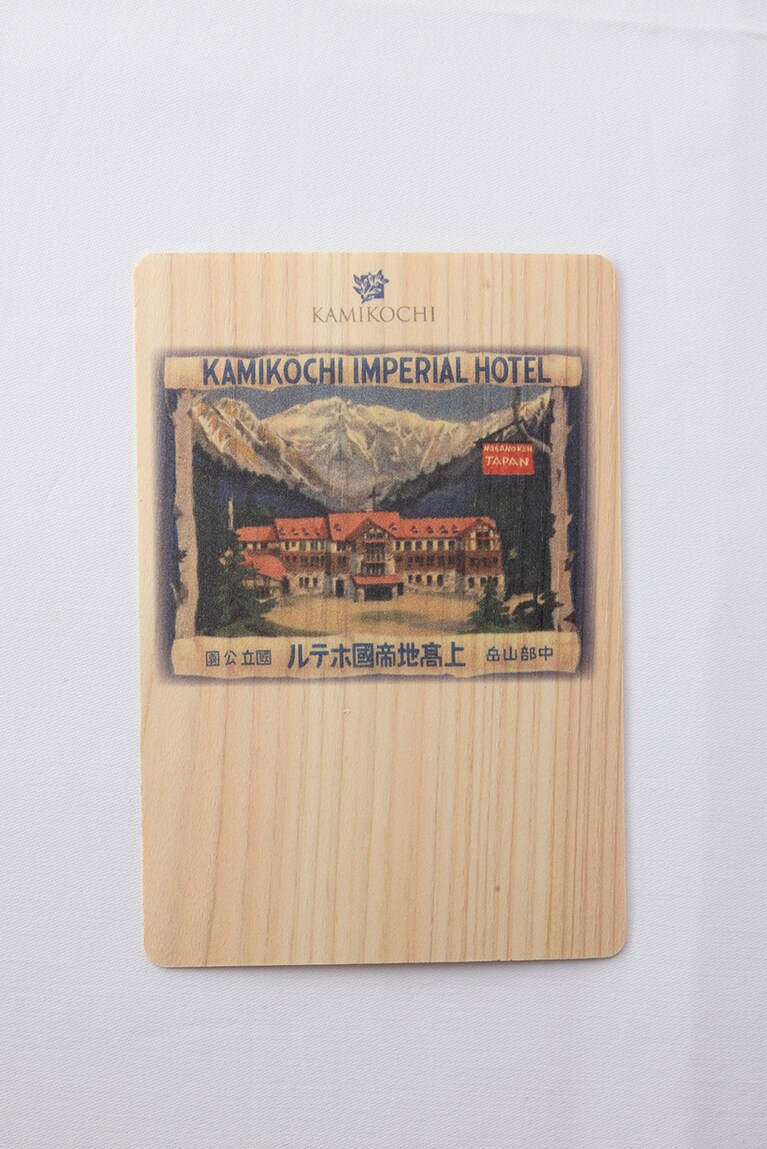 KAMIKOCHI
KAMIKŌCHI IMPERIAL HOTEL
NAGANOKEN
JAPAN
園公立國 ルテホ國帝地高上 岳山部中